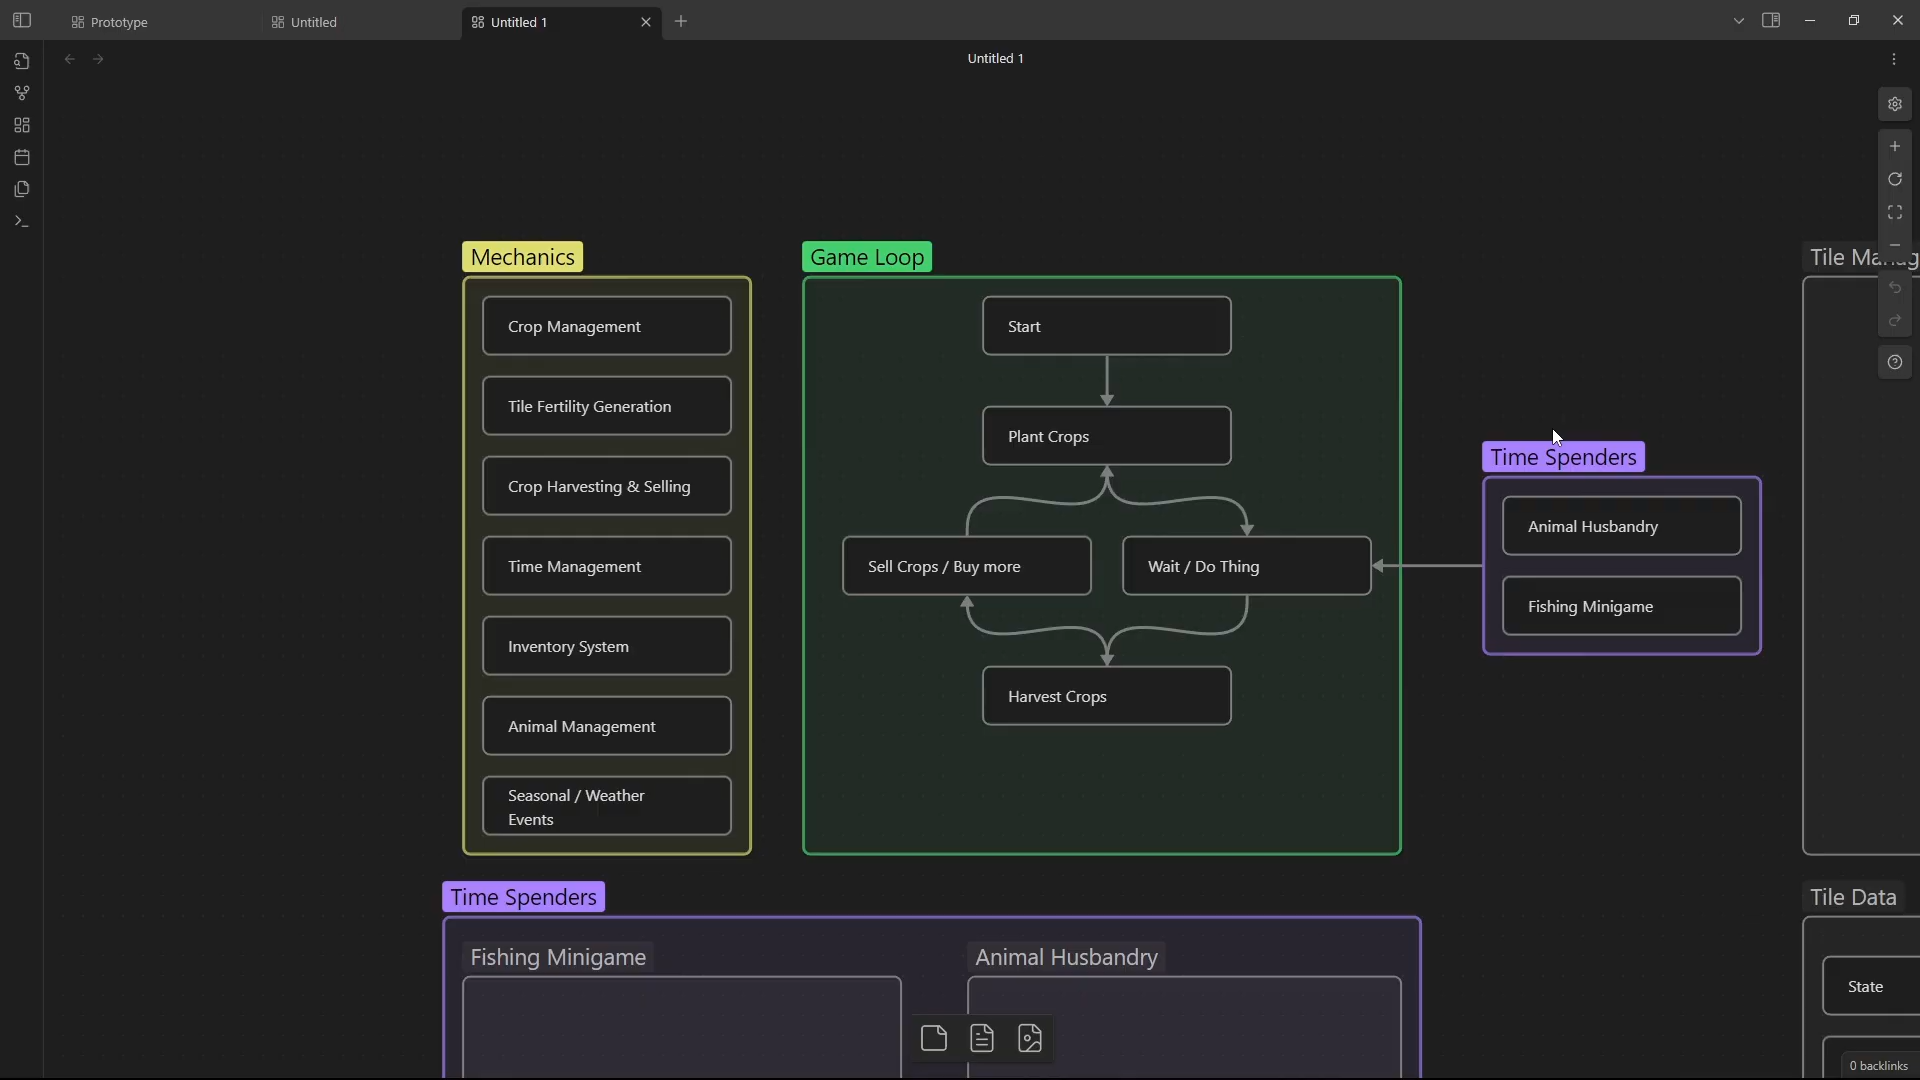 Prototype
Untitled
Untitled 1
Untitled 1
Mechanics
Crop Management
Tile Fertility Generation
Crop Harvesting & Selling
Time Management
Inventory System
Animal Management
Seasonal / Weather
Events
Game Loop
Start
Plant Crops
Sell Crops / Buy more
Wait / Do Thing
Harvest Crops
Time Spenders
Animal Husbandry
Fishing Minigame
Time Spenders
Fishing Minigame
Animal Husbandry
Tile
Tile Data
State
0 backlinks